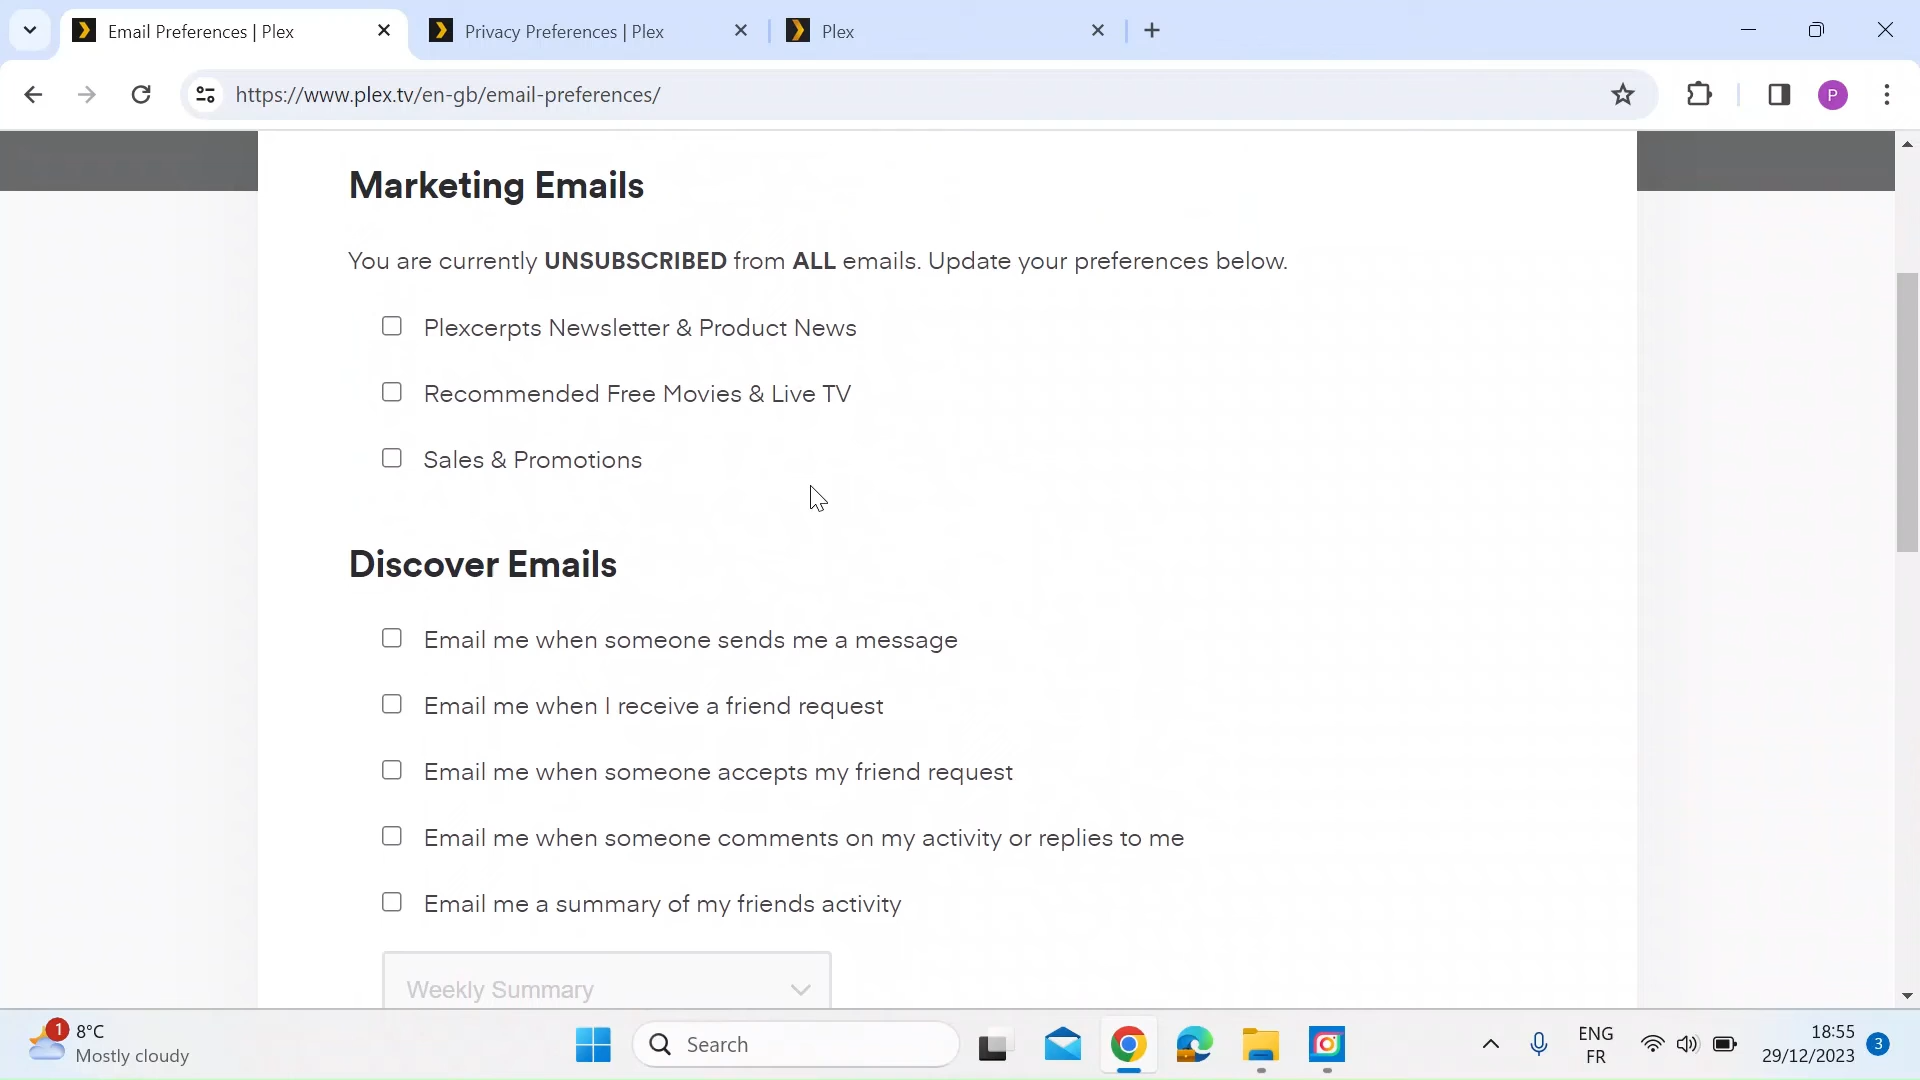 Email Preferences | Plex
Privacy Preferences | Plex
Plex
https://www.plex.tv/en-gb/email-preferences/
P
Marketing Emails
You are currently UNSUBSCRIBED from ALL emails. Update your preferences below.
Plexcerpts Newsletter & Product News
Recommended Free Movies & Live TV
Sales & Promotions
Discover Emails
Email me when someone sends me a message
Email me when I receive a friend request
Email me when someone accepts my friend request
Email me when someone comments on my activity or replies to me
Email me a summary of my friends activity
Weekly Summary
1
8°C
Mostly cloudy
Search
ENG
FR
18:55
29/12/2023
3